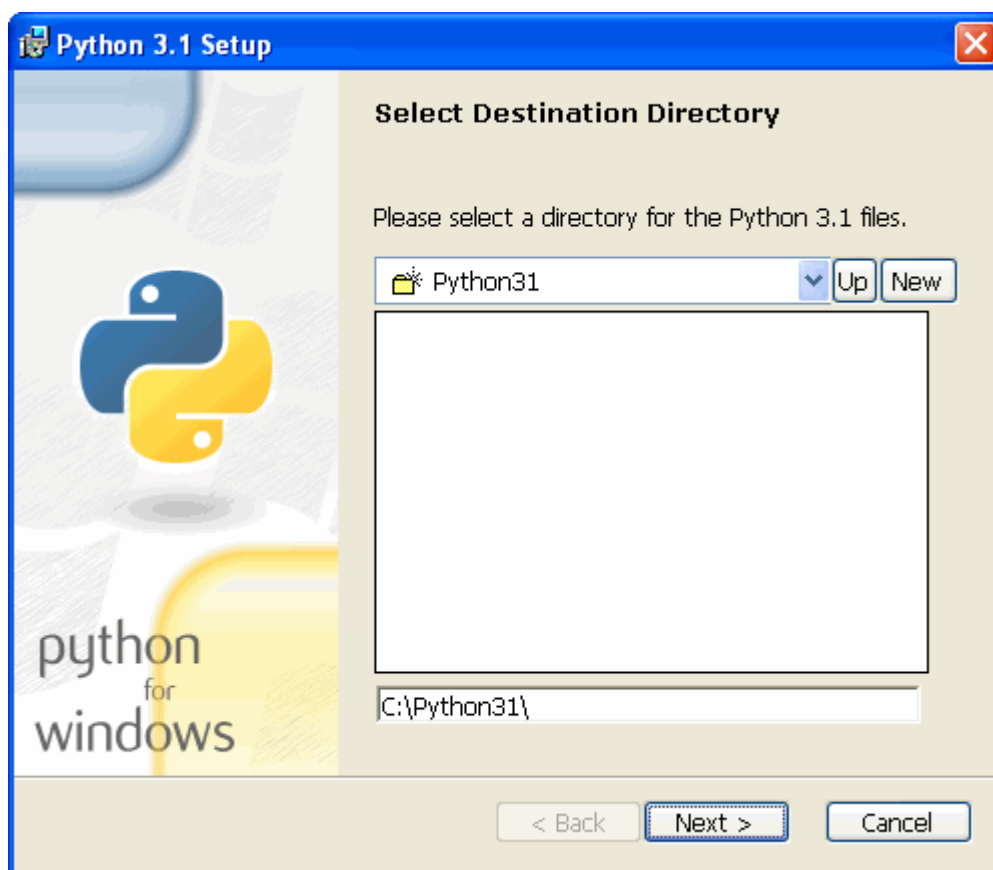 Python 3.1 Setup
Select Destination Directory
Please select a directory for the Python 3.1 files.
Python31
Up
New
C:\Python31\
python
for
windows
< Back
Next >
Cancel